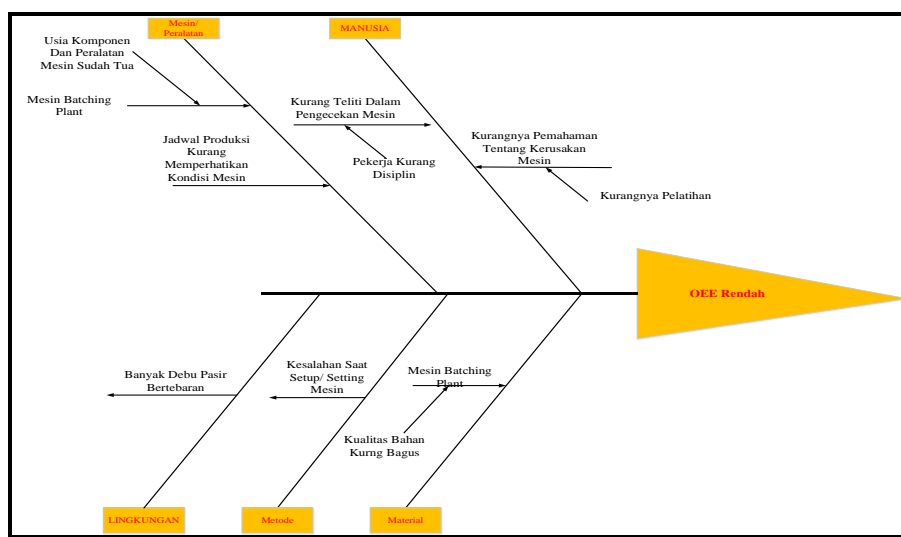 Mesin/
Peralatan
MANUSIA
Usia Komponen
Dan Peralatan
Mesin Sudah Tua
Mesin Batching
Plant
Jadwal Produksi
Kurang
Memperhatikan
Kondisi Mesin
Kurang Teliti Dalam
Pengecekan Mesin
Pekerja Kurang
Disiplin
Kurangnya Pemahaman
Tentang Kerusakan
Mesin
Kurangnya Pelatihan
OEE Rendah
Banyak Debu Pasir
Bertebaran
Kesalahan Saat
Setup/ Setting
Mesin
Mesin Batching
Plant
Kualitas Bahan
Kurng Bagus
LINGKUNGAN
Metode
Material